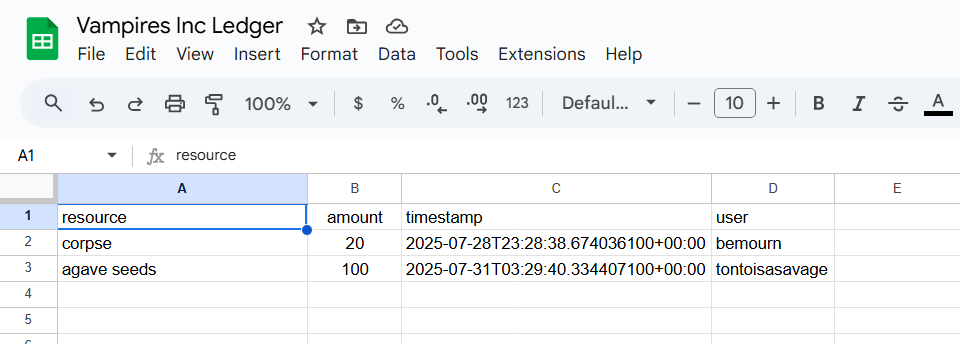 Vampires Inc Ledger
File Edit View Insert Format Data Tools Extensions Help
100% $ % .0 .00 123 Defaul... 10 B I S A
A1 fx resource
A B C D E
1 resource amount timestamp user
2 corpse 20 2025-07-28T23:28:38.674036100+00:00 bemourn
3 agave seeds 100 2025-07-31T03:29:40.334407100+00:00 tontoisasavage
4
5